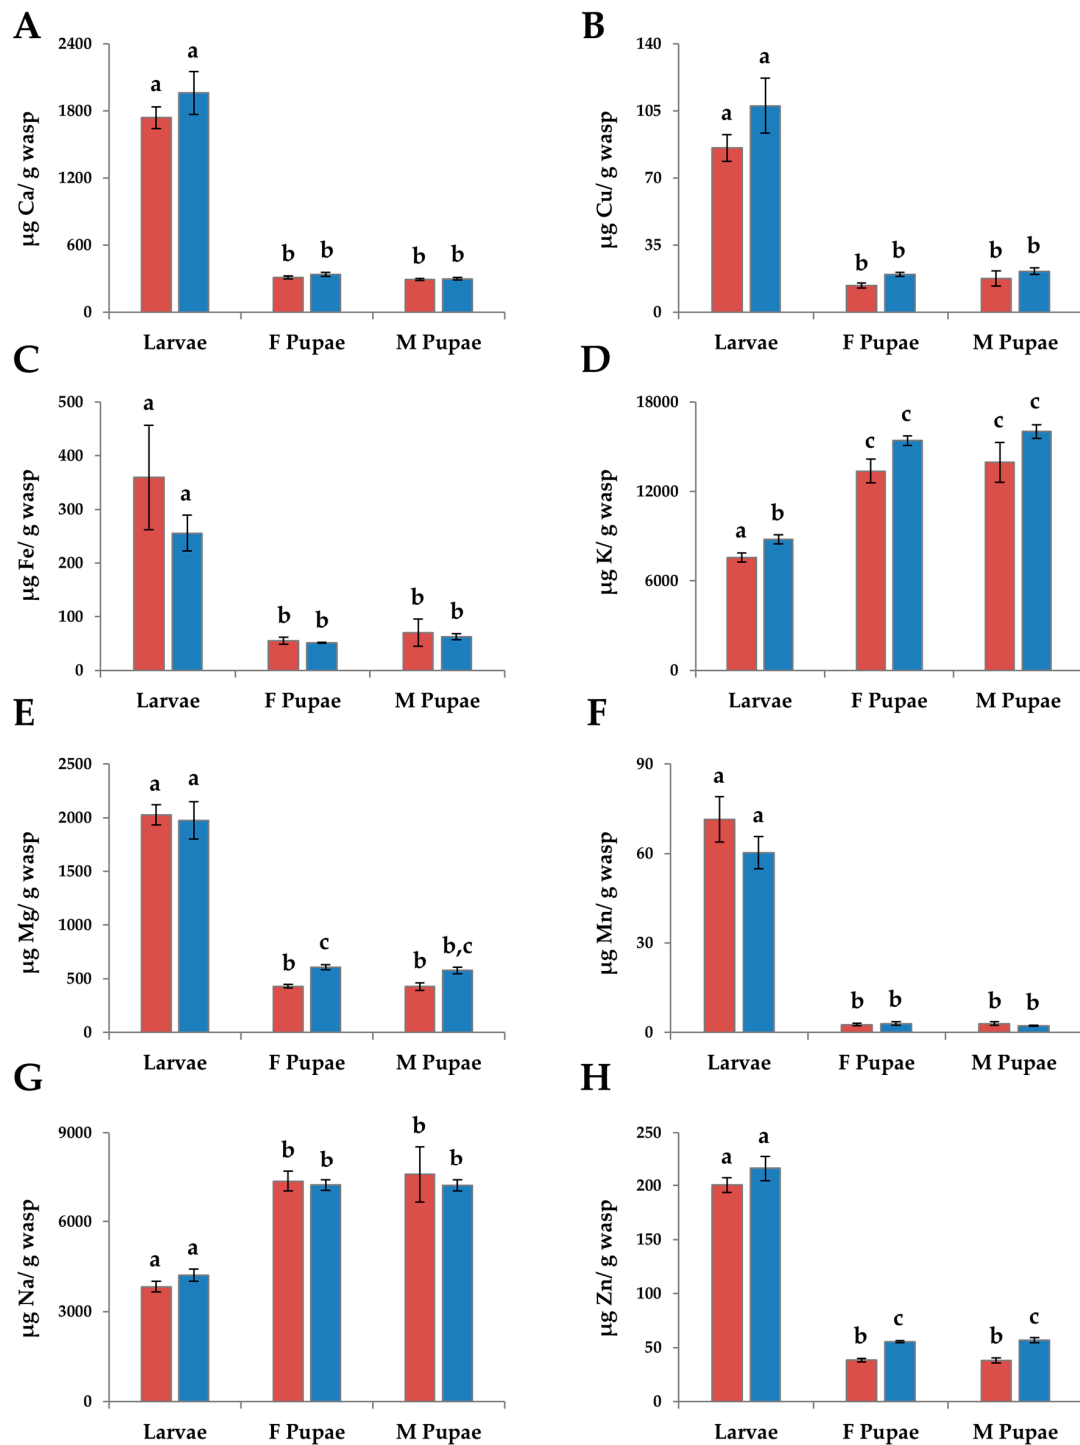 A
µg Ca/ g wasp
2400
1800
1200
600
0
a
a
b
b
b
b
Larvae
F Pupae
M Pupae
B
µg Cu/ g wasp
140
105
70
35
0
a
a
b
b
b
b
Larvae
F Pupae
M Pupae
C
µg Fe/ g wasp
500
400
300
200
100
0
a
a
b
b
b
b
Larvae
F Pupae
M Pupae
D
µg K/ g wasp
18000
12000
6000
0
a
b
c
c
c
c
Larvae
F Pupae
M Pupae
E
µg Mg/ g wasp
2500
2000
1500
1000
500
0
a
a
b
c
b
b,c
Larvae
F Pupae
M Pupae
F
µg Mn/ g wasp
90
60
30
0
a
a
b
b
b
b
Larvae
F Pupae
M Pupae
G
µg Na/ g wasp
9000
6000
3000
0
a
a
b
b
b
b
Larvae
F Pupae
M Pupae
H
µg Zn/ g wasp
250
200
150
100
50
0
a
a
b
c
b
c
Larvae
F Pupae
M Pupae